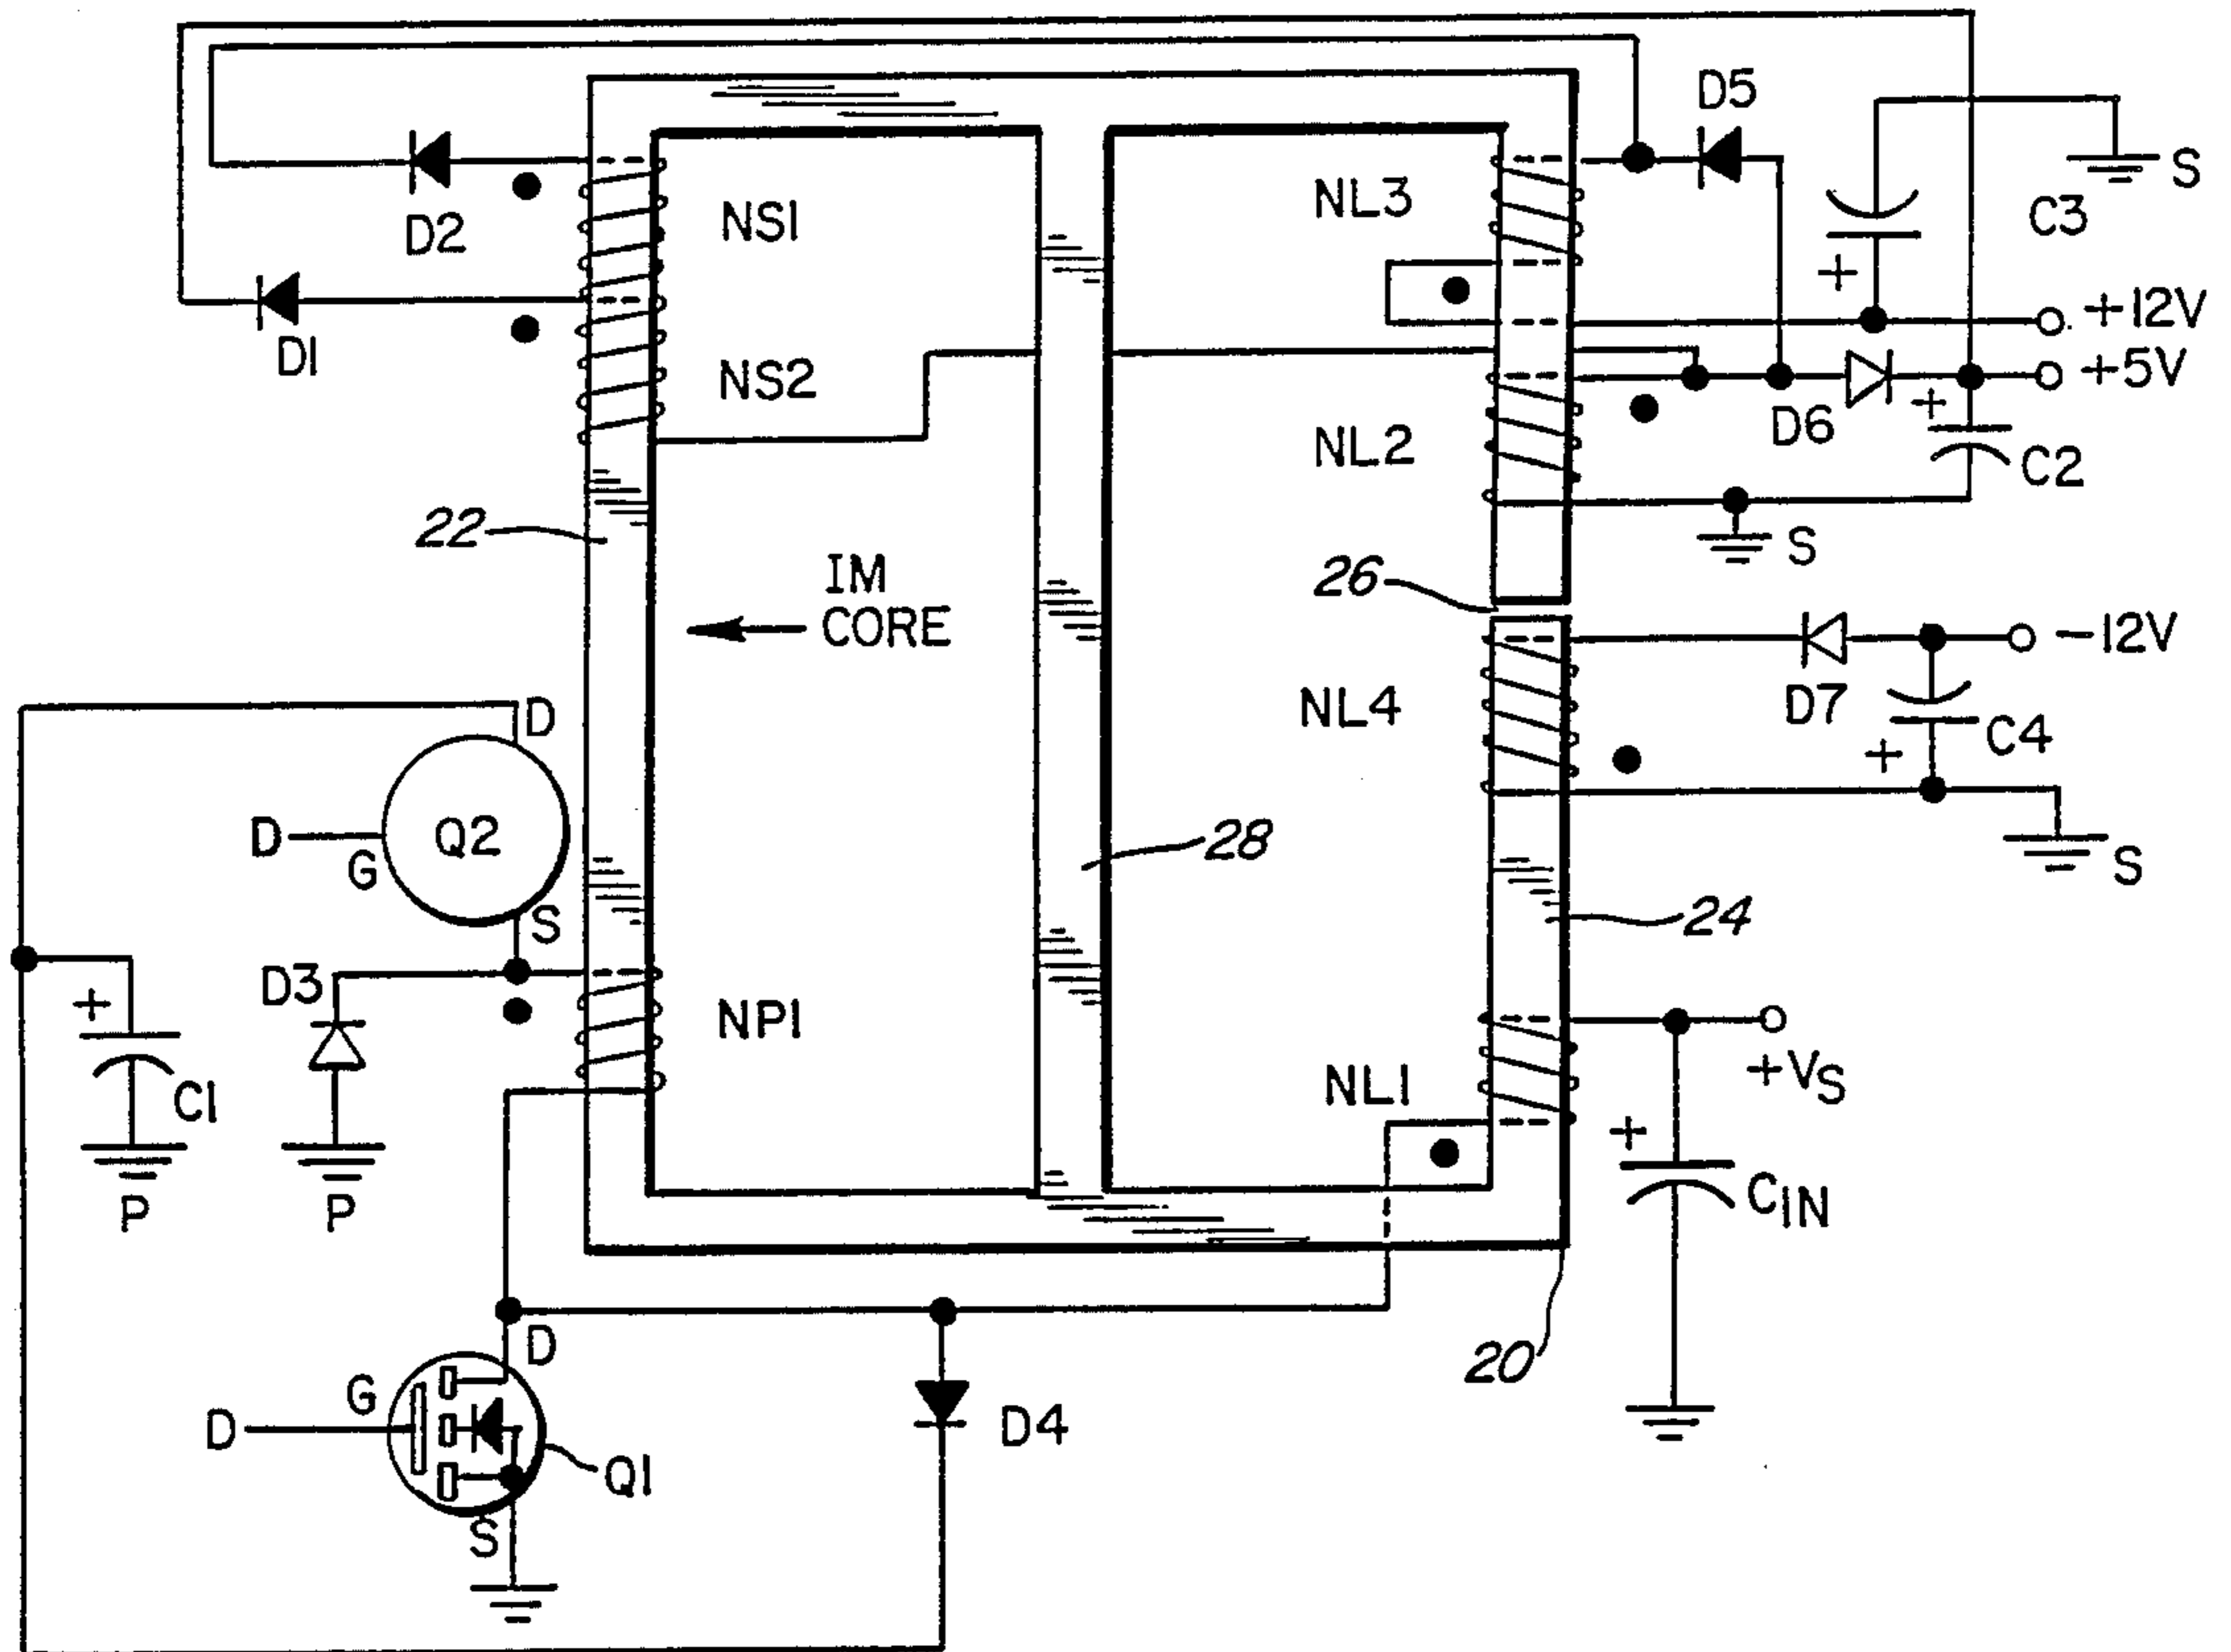 D5
D2
NS1
NL3
C3
S
+12V
D1
NS2
+5V
NL2
D6
+
+
C2
22
S
IM
CORE
26
-12V
D
NL4
D7
C4
+
D
G
Q2
28
S
S
24
D3
+
NP1
C1
NL1
+VS
+
P
P
CIN
D
G
20
D
D4
Q1
S